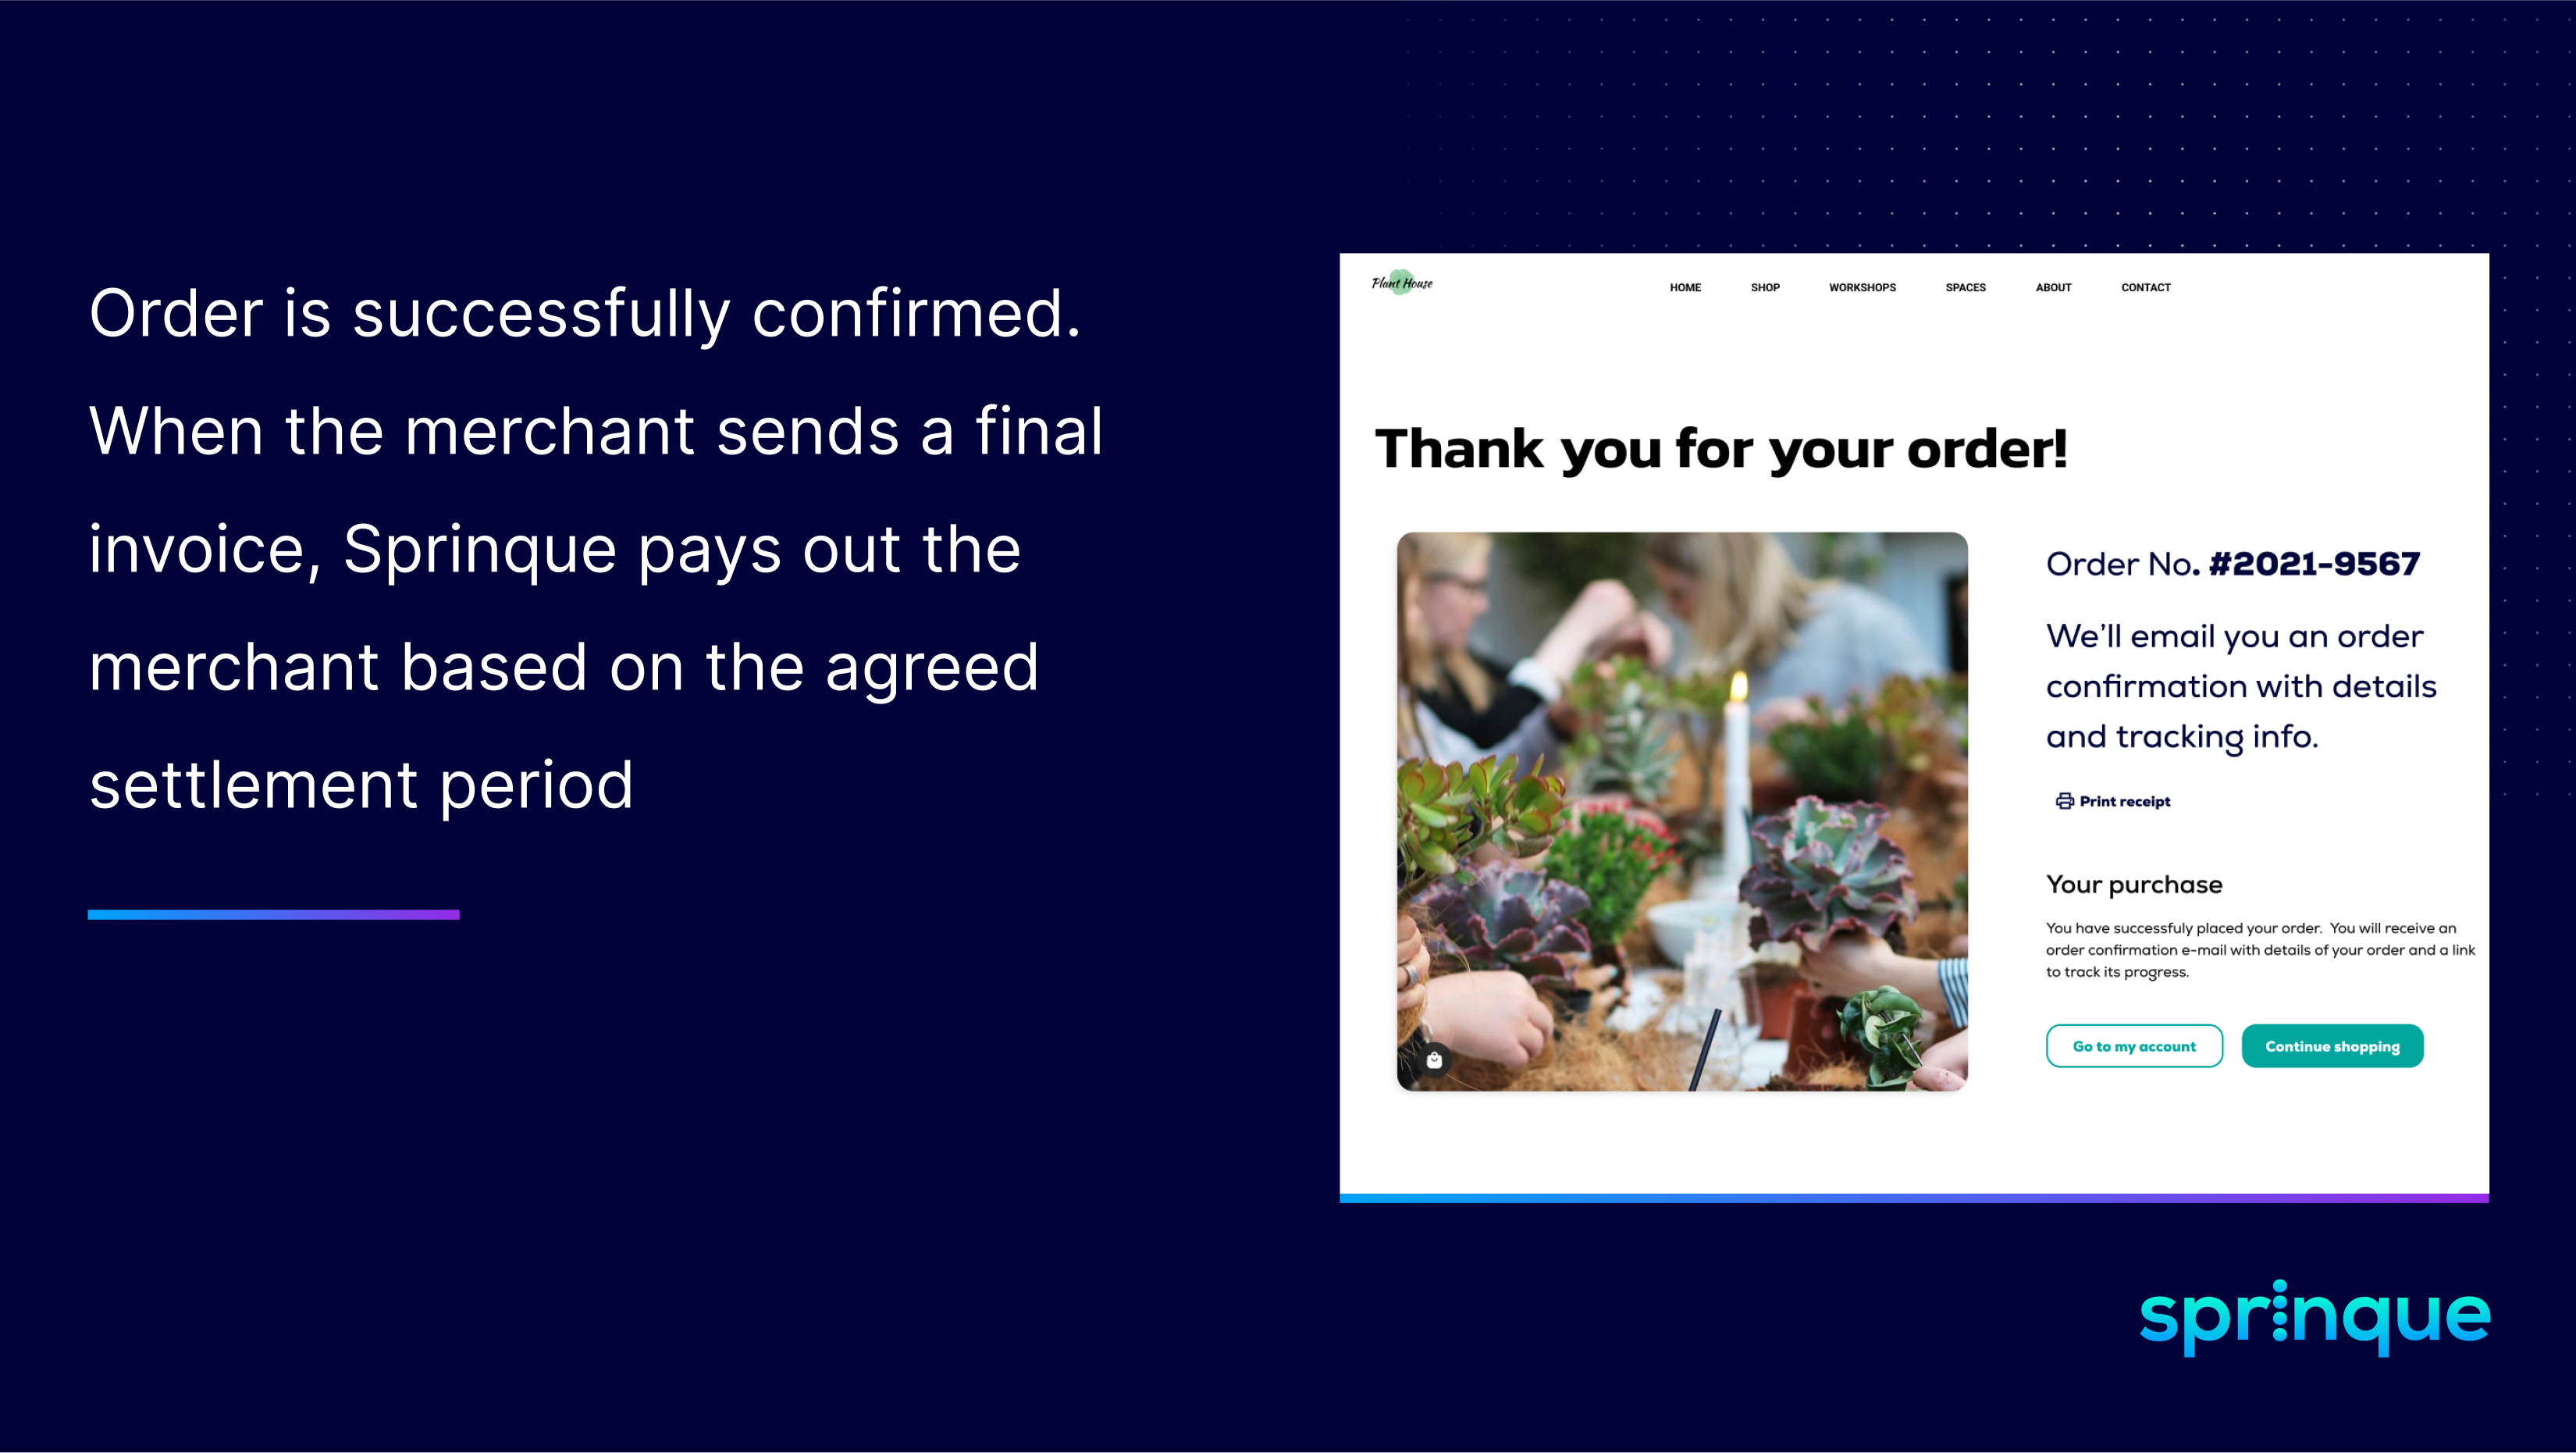 Order is successfully confirmed.
When the merchant sends a final
invoice, Sprinque pays out the
merchant based on the agreed
settlement period
Plant House
HOME SHOP WORKSHOPS SPACES ABOUT CONTACT
Thank you for your order!
Order No. #2021-9567
We’ll email you an order
confirmation with details
and tracking info.
Print receipt
Your purchase
You have successfuly placed your order.  You will receive an
order confirmation e-mail with details of your order and a link
to track its progress.
Go to my account Continue shopping
sprinque